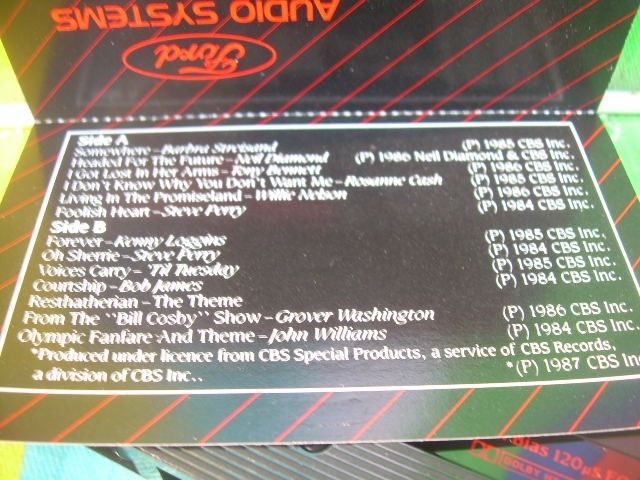 AUDIO SYSTEMS
Ford
Side A
Somewhere – Barbra Streisand (P) 1985 CBS Inc.
Headed For The Future – Neil Diamond (P) 1986 Neil Diamond & CBS Inc.
I Got Lost In Her Arms – Tony Bennett (P) 1986 CBS Inc.
I Don't Know Why You Don't Want Me – Rosanne Cash (P) 1985 CBS Inc.
Living In The Promiseland – Willie Nelson (P) 1986 CBS Inc.
Foolish Heart – Steve Perry (P) 1984 CBS Inc.
Side B
Forever – Kenny Loggins (P) 1985 CBS Inc.
Oh Sherrie – Steve Perry (P) 1984 CBS Inc.
Voices Carry – 'Til Tuesday (P) 1985 CBS Inc.
Courtship – Bob James (P) 1984 CBS Inc.
Resthatherian – The Theme
From The "Bill Cosby" Show – Grover Washington (P) 1986 CBS Inc.
Olympic Fanfare And Theme – John Williams (P) 1984 CBS Inc.
*Produced under licence from CBS Special Products, a service of CBS Records,
a division of CBS Inc.. *(P) 1987 CBS Inc
Bias 120µs
DOLBY